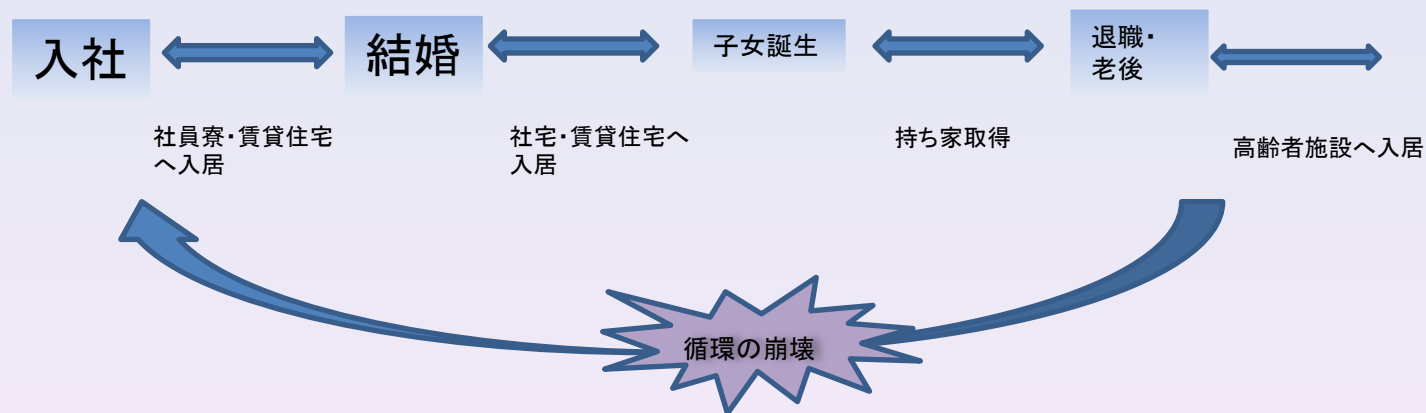 入社
結婚
子女誕生
退職・
老後
社員寮・賃貸住宅
へ入居
社宅・賃貸住宅へ
入居
持ち家取得
高齢者施設へ入居
循環の崩壊